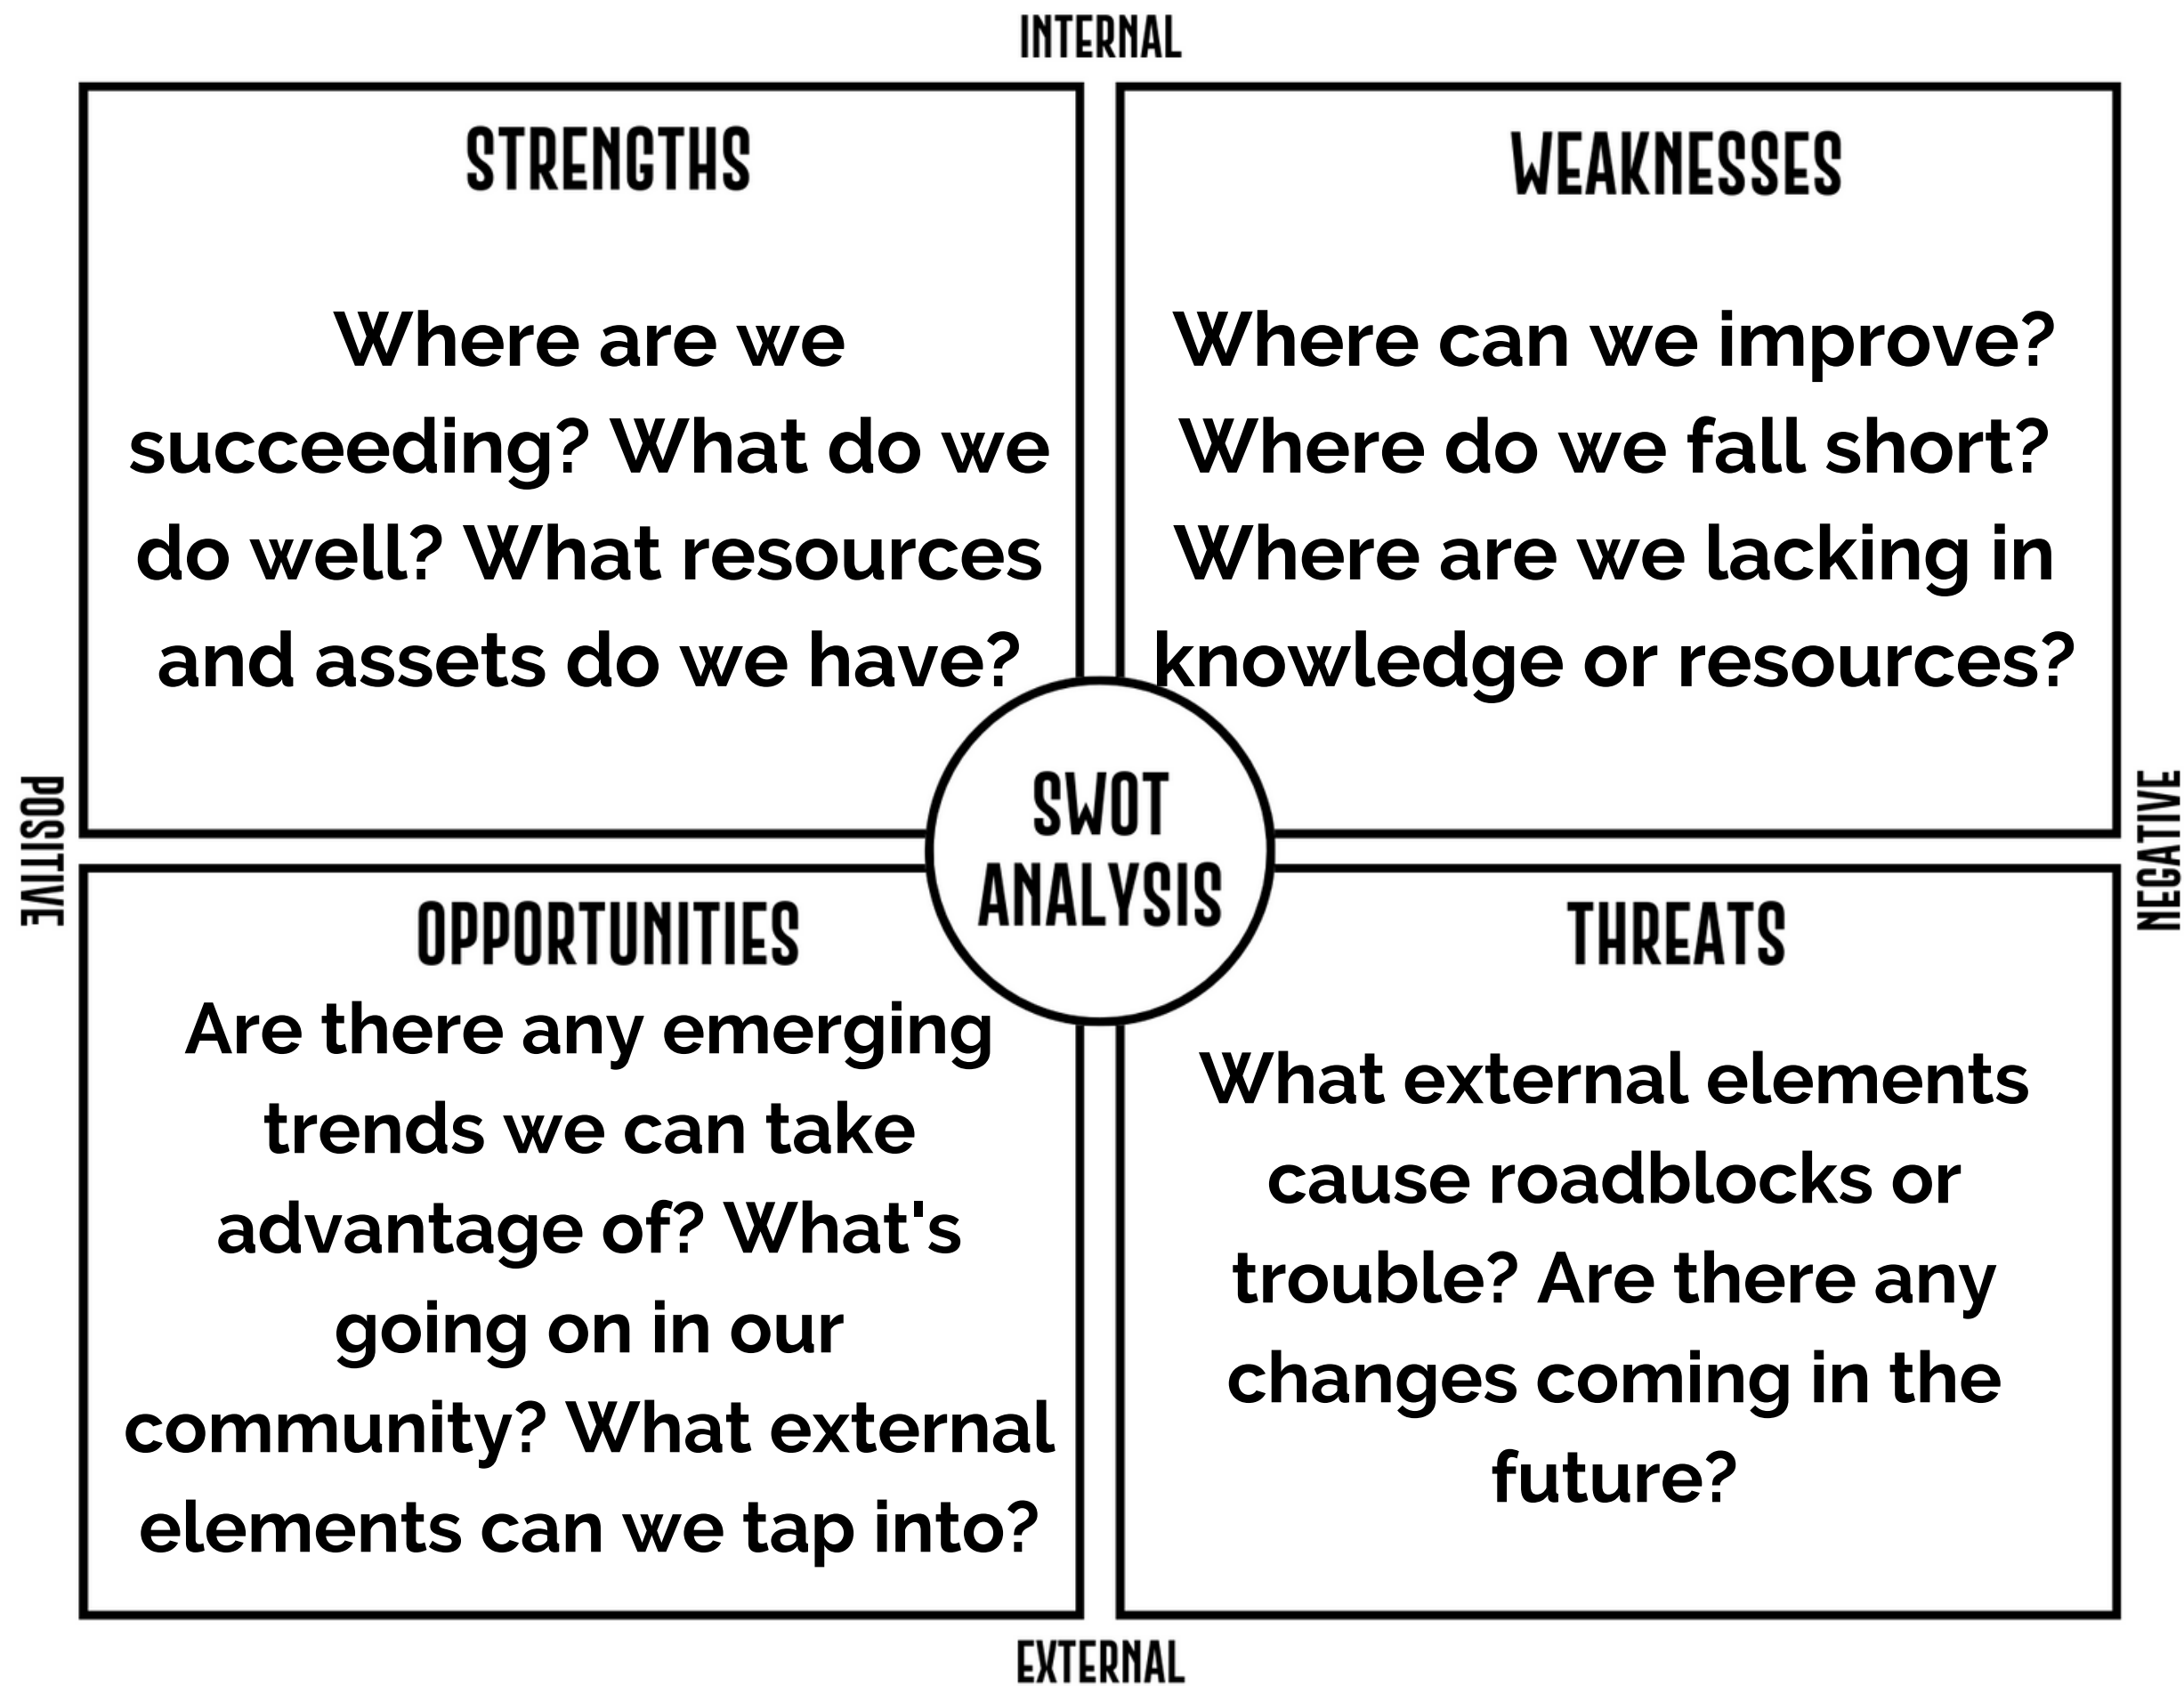 INTERNAL
STRENGTHS
Where are we
succeeding? What do we
do well? What resources
and assets do we have?
WEAKNESSES
Where can we improve?
Where do we fall short?
Where are we lacking in
knowledge or resources?
POSITIVE
SWOT
ANALYSIS
NEGATIVE
OPPORTUNITIES
Are there any emerging
trends we can take
advantage of? What's
going on in our
community? What external
elements can we tap into?
THREATS
What external elements
cause roadblocks or
trouble? Are there any
changes coming in the
future?
EXTERNAL